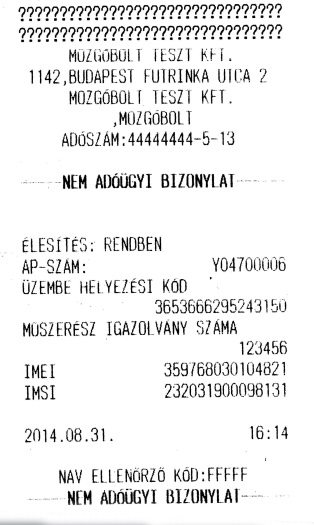 ??????????????????????????????
??????????????????????????????
MOZGÓBOLT TESZT KFT.
1142,BUDAPEST FUTRINKA UTCA 2
MOZGÓBOLT TESZT KFT.
,MOZGÓBOLT
ADÓSZÁM:44444444-5-13
NEM ADÓÜGYI BIZONYLAT
ÉLESÍTÉS: RENDBEN
AP-SZÁM: Y04700006
ÜZEMBE HELYEZÉSI KÓD
3653666295243150
MŰSZERÉSZ IGAZOLVÁNY SZÁMA
123456
IMEI 359768030104821
IMSI 232031900098131
2014.08.31. 16:14
NAV ELLENŐRZŐ KÓD:FFFFF
NEM ADÓÜGYI BIZONYLAT